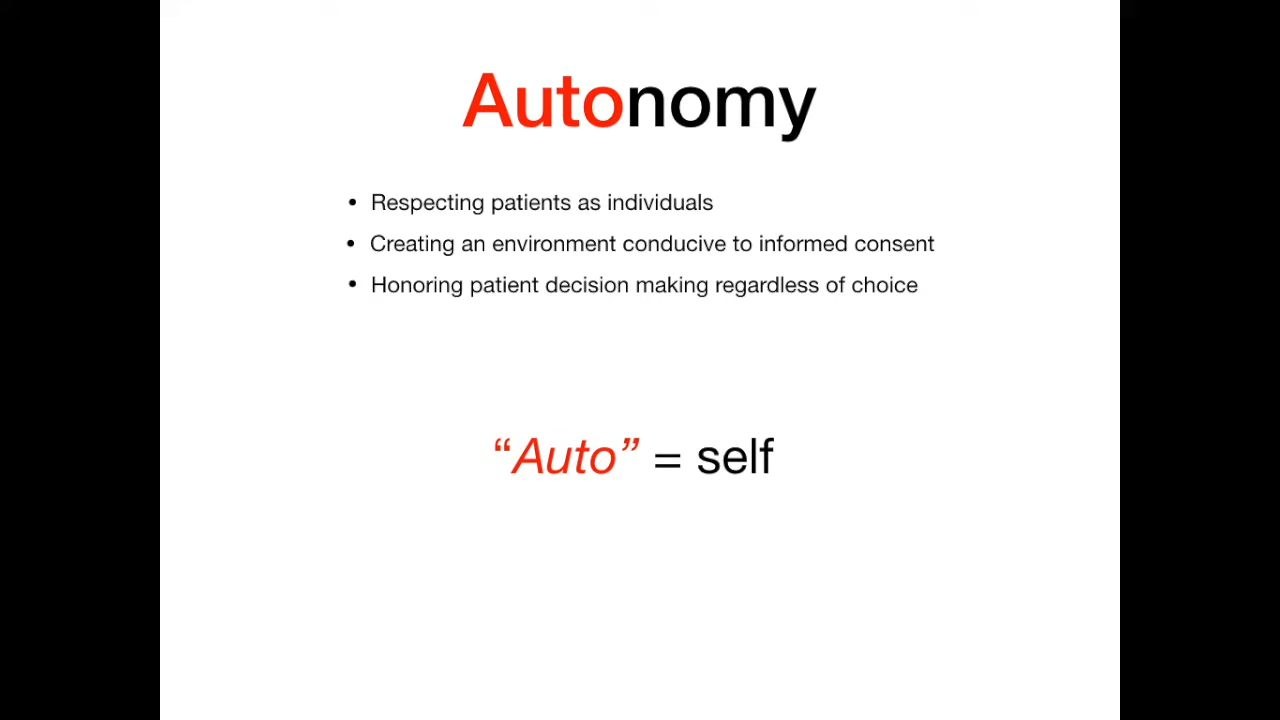 Autonomy
• Respecting patients as individuals
• Creating an environment conducive to informed consent
• Honoring patient decision making regardless of choice
“Auto” = self